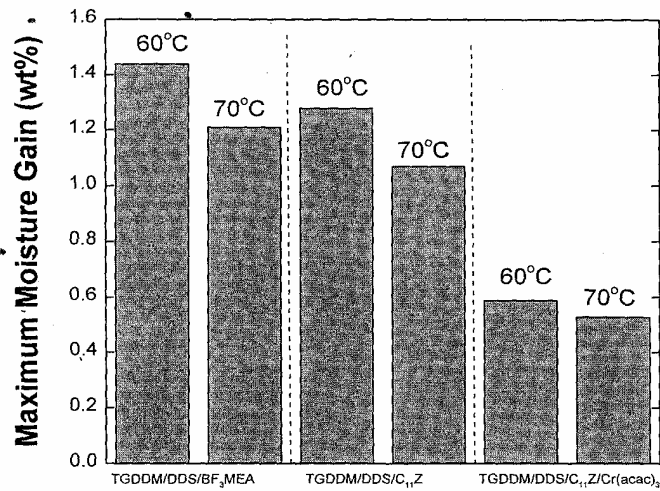 Maximum Moisture Gain (wt%)
1.6
1.4
1.2
1.0
0.8
0.6
0.4
0.2
0.0
60°C
70°C
60°C
70°C
60°C
70°C
TGDDM/DDS/BF₃MEA
TGDDM/DDS/C₁₁Z
TGDDM/DDS/C₁₁Z/Cr(acac)₃